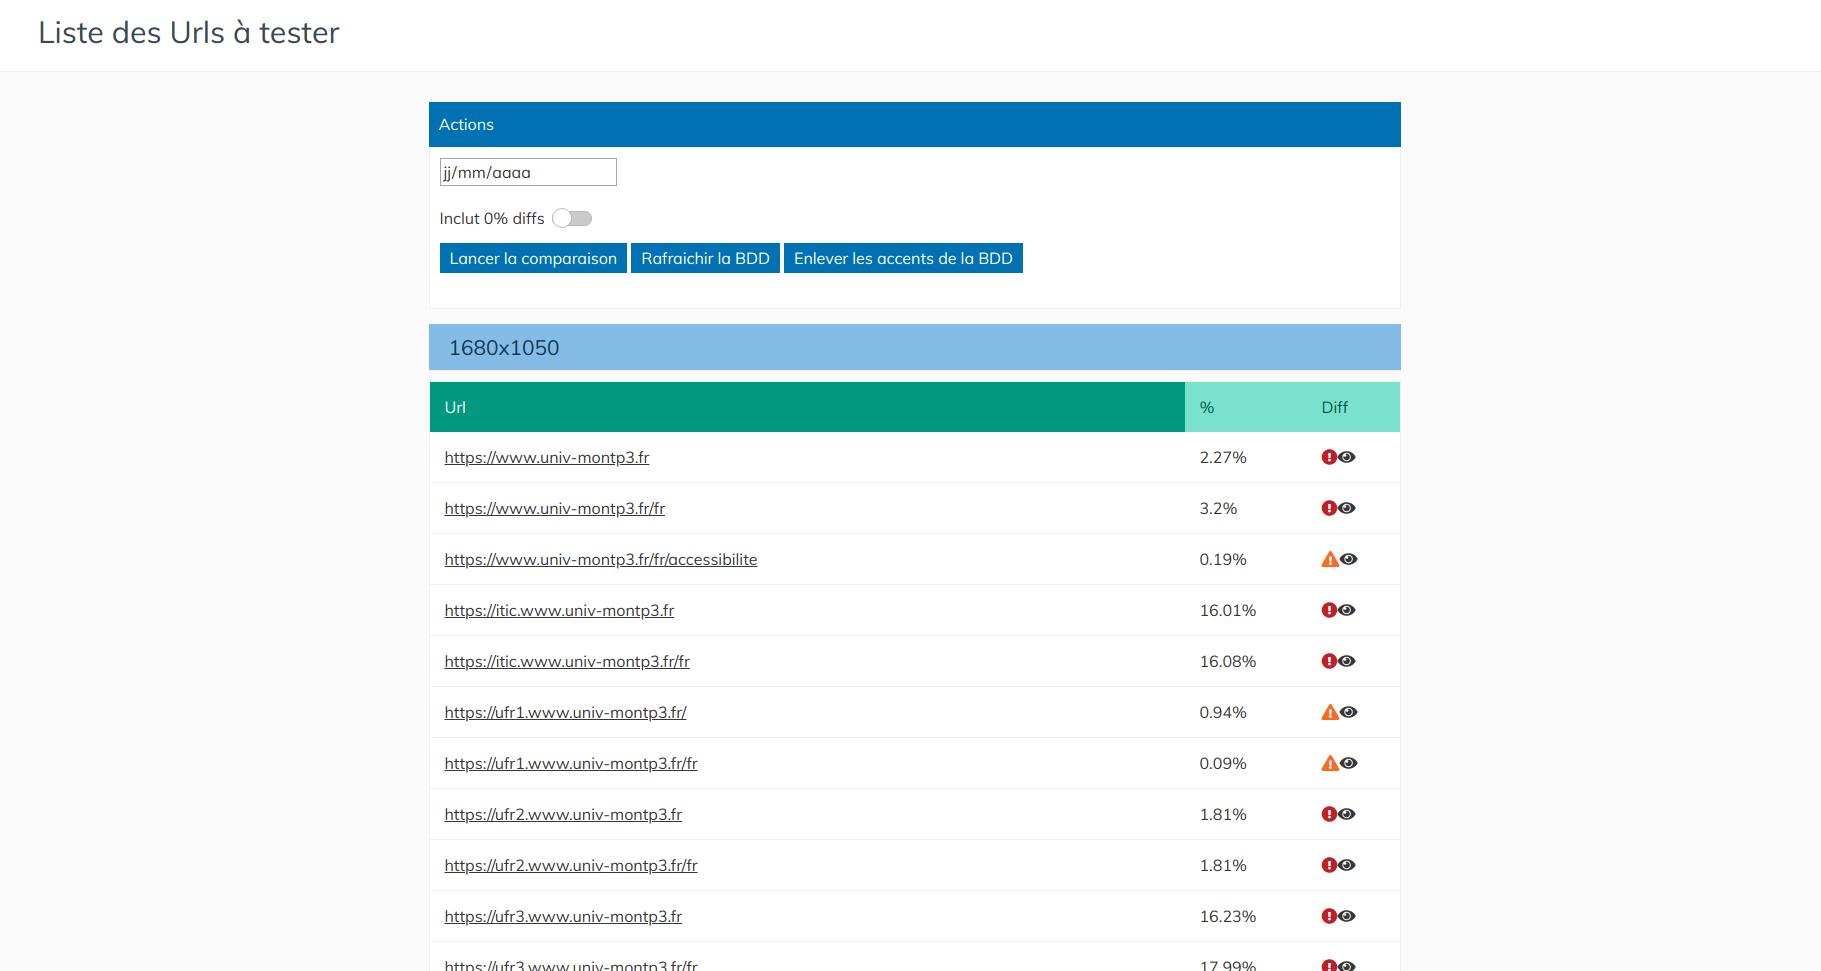 Liste des Urls à tester
Actions
jj/mm/aaaa
Inclut 0% diffs
Lancer la comparaison Rafraichir la BDD Enlever les accents de la BDD
1680x1050
Url % Diff
https://www.univ-montp3.fr 2.27%
https://www.univ-montp3.fr/fr 3.2%
https://www.univ-montp3.fr/fr/accessibilite 0.19%
https://itic.www.univ-montp3.fr 16.01%
https://itic.www.univ-montp3.fr/fr 16.08%
https://ufr1.www.univ-montp3.fr/ 0.94%
https://ufr1.www.univ-montp3.fr/fr 0.09%
https://ufr2.www.univ-montp3.fr 1.81%
https://ufr2.www.univ-montp3.fr/fr 1.81%
https://ufr3.www.univ-montp3.fr 16.23%
https://ufr3.www.univ-montp3.fr/fr 17.99%